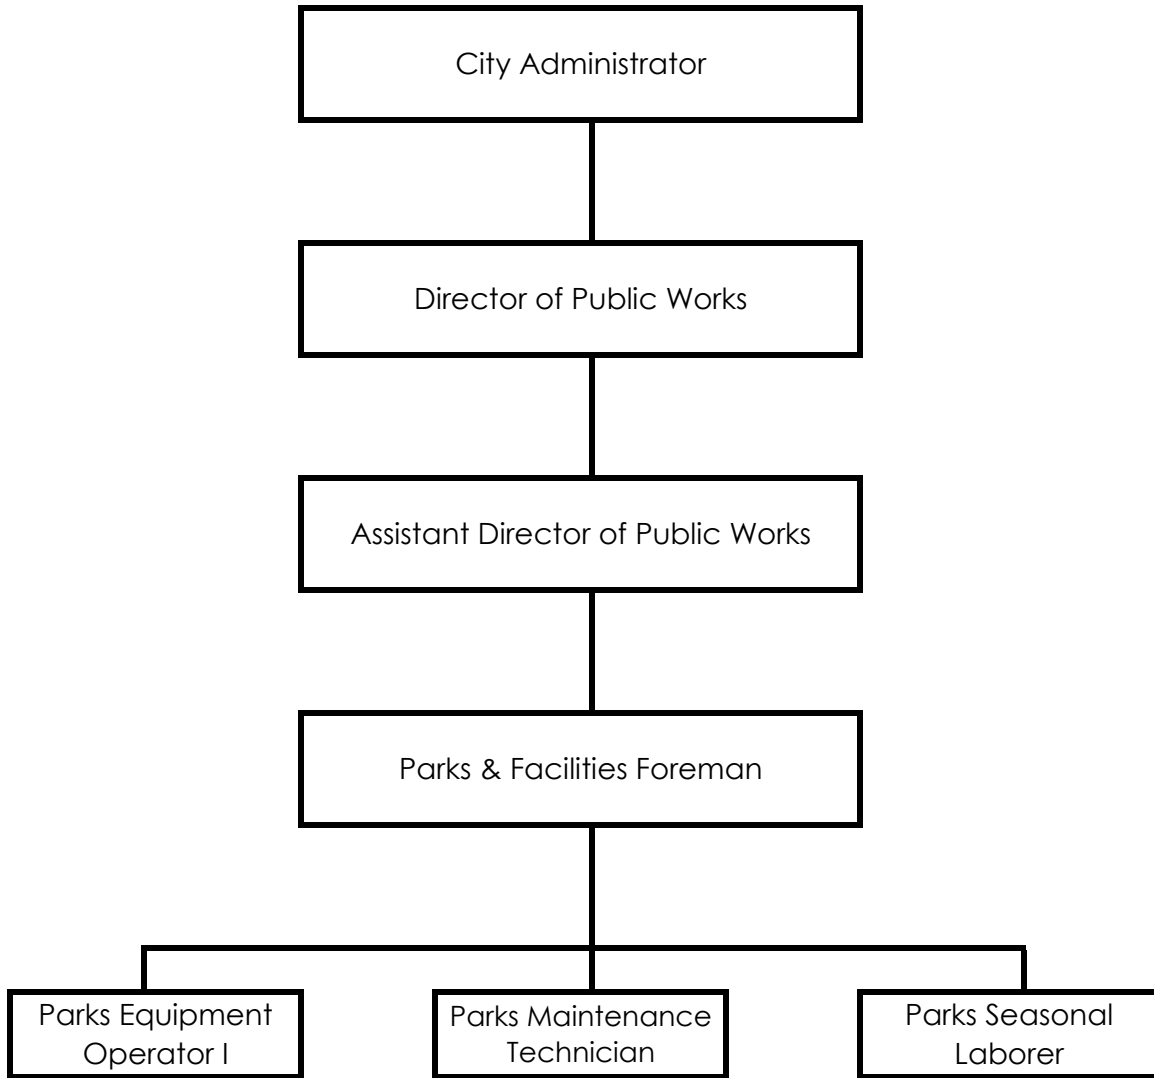 City Administrator
Director of Public Works
Assistant Director of Public Works
Parks & Facilities Foreman
Parks Equipment
Operator I
Parks Maintenance
Technician
Parks Seasonal
Laborer